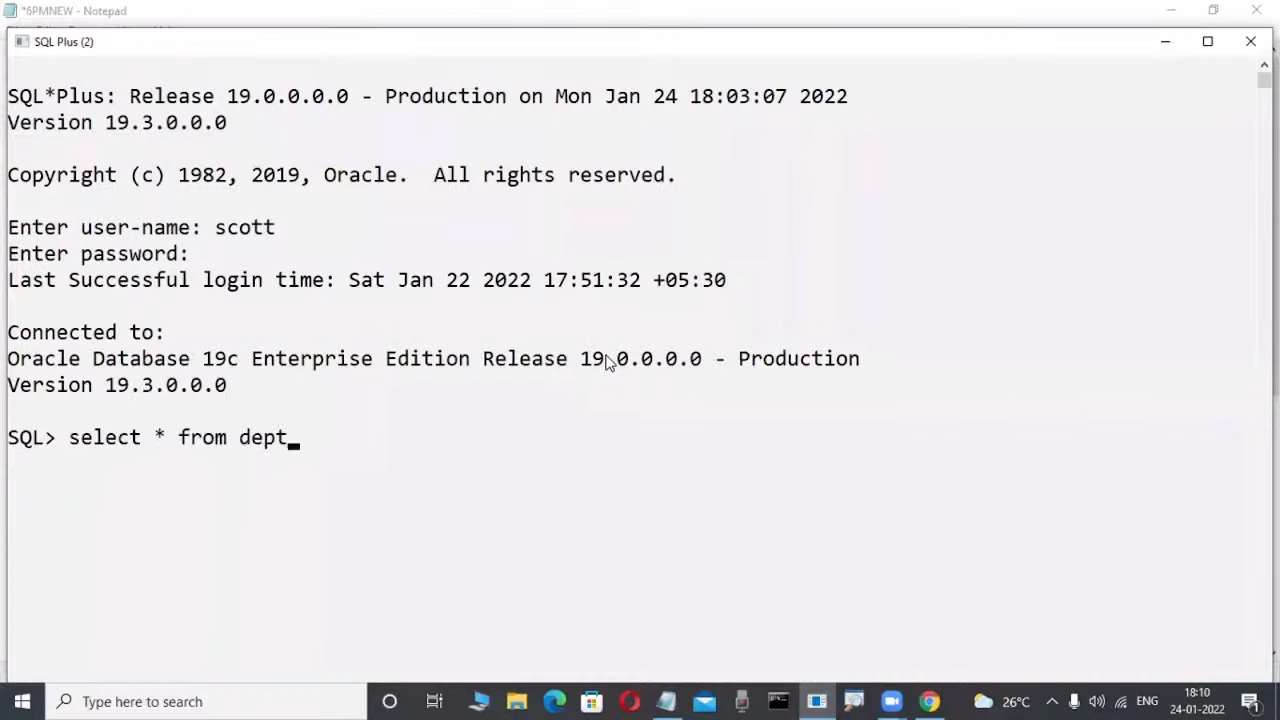 *6PMNEW - Notepad
SQL Plus (2)
SQL*Plus: Release 19.0.0.0.0 - Production on Mon Jan 24 18:03:07 2022
Version 19.3.0.0.0
Copyright (c) 1982, 2019, Oracle.  All rights reserved.
Enter user-name: scott
Enter password:
Last Successful login time: Sat Jan 22 2022 17:51:32 +05:30
Connected to:
Oracle Database 19c Enterprise Edition Release 19.0.0.0.0 - Production
Version 19.3.0.0.0
SQL> select * from dept
Type here to search
26°C
ENG
18:10
24-01-2022
1